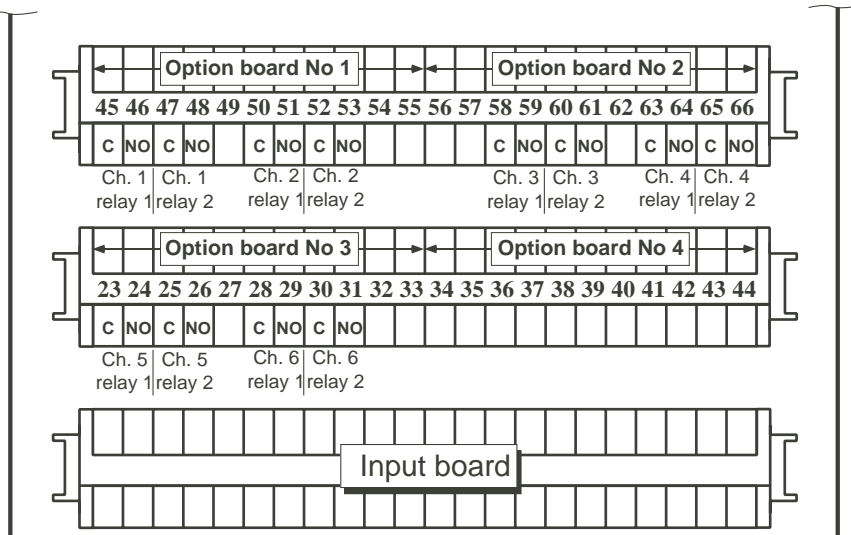 Option board No 1 Option board No 2
45 46 47 48 49 50 51 52 53 54 55 56 57 58 59 60 61 62 63 64 65 66
C NO C NO C NO C NO C NO C NO C NO C NO
Ch. 1 Ch. 1 Ch. 2 Ch. 2 Ch. 3 Ch. 3 Ch. 4 Ch. 4
relay 1 relay 2 relay 1 relay 2 relay 1 relay 2 relay 1 relay 2
Option board No 3 Option board No 4
23 24 25 26 27 28 29 30 31 32 33 34 35 36 37 38 39 40 41 42 43 44
C NO C NO C NO C NO
Ch. 5 Ch. 5 Ch. 6 Ch. 6
relay 1 relay 2 relay 1 relay 2
Input board